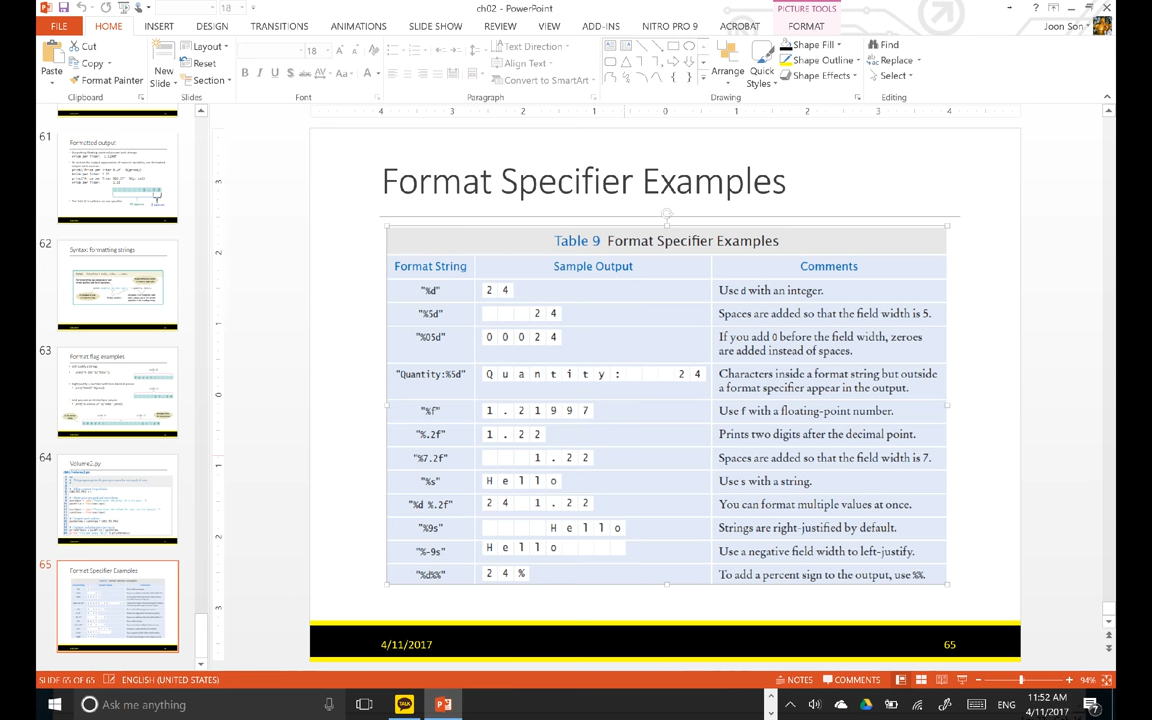 ch02 - PowerPoint
PICTURE TOOLS
FILE HOME INSERT DESIGN TRANSITIONS ANIMATIONS SLIDE SHOW REVIEW VIEW ADD-INS NITRO PRO 9 ACROBAT FORMAT Joon Son
Paste
Cut
Copy
Format Painter
Clipboard
New Slide
Layout
Reset
Section
Slides
18
Font
Text Direction
Align Text
Convert to SmartArt
Paragraph
Arrange
Quick Styles
Shape Fill
Shape Outline
Shape Effects
Drawing
Find
Replace
Select
Editing
61
Formatted output
62
Syntax: formatting strings
63
Format flag examples
64
Volume2.py
65
Format Specifier Examples
Format Specifier Examples
Table 9 Format Specifier Examples
Format String Sample Output Comments
"%d" 2 4 Use d with an integer.
"%5d" 2 4 Spaces are added so that the field width is 5.
"%05d" 0 0 0 2 4 If you add 0 before the field width, zeroes
are added instead of spaces.
"Quantity:%5d" Q u a n t i t y : 2 4 Characters inside a format string but outside
a format specifier appear in the output.
"%f" 1 . 2 1 9 9 7 Use f with a floating-point number.
"%.2f" 1 . 2 2 Prints two digits after the decimal point.
"%7.2f" 1 . 2 2 Spaces are added so that the field width is 7.
"%s" H e l l o Use s with a string.
"%d %.2f" 2 4 1 . 2 2 You can format multiple values at once.
"%9s" H e l l o Strings are right-justified by default.
"%-9s" H e l l o Use a negative field width to left-justify.
"%d%%" 2 4 % To add a percent sign to the output, use %%.
4/11/2017 65
SLIDE 65 OF 65 ENGLISH (UNITED STATES) NOTES COMMENTS 94%
Ask me anything
TALK
ENG
11:52 AM
4/11/2017